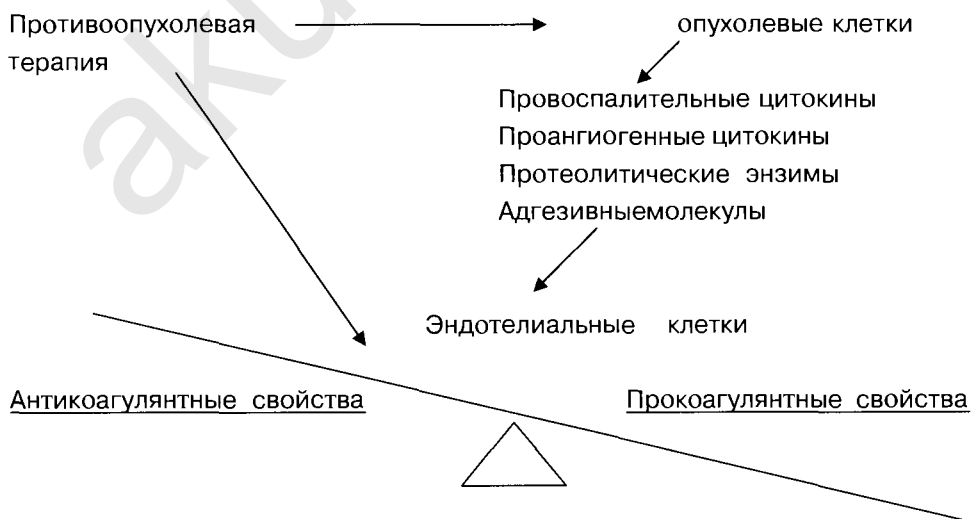 Противоопухолевая опухолевые клетки
терапия
Провоспалительные цитокины
Проангиогенные цитокины
Протеолитические энзимы
Адгезивныемолекулы
Эндотелиальные клетки
Антикоагулянтные свойства Прокоагулянтные свойства